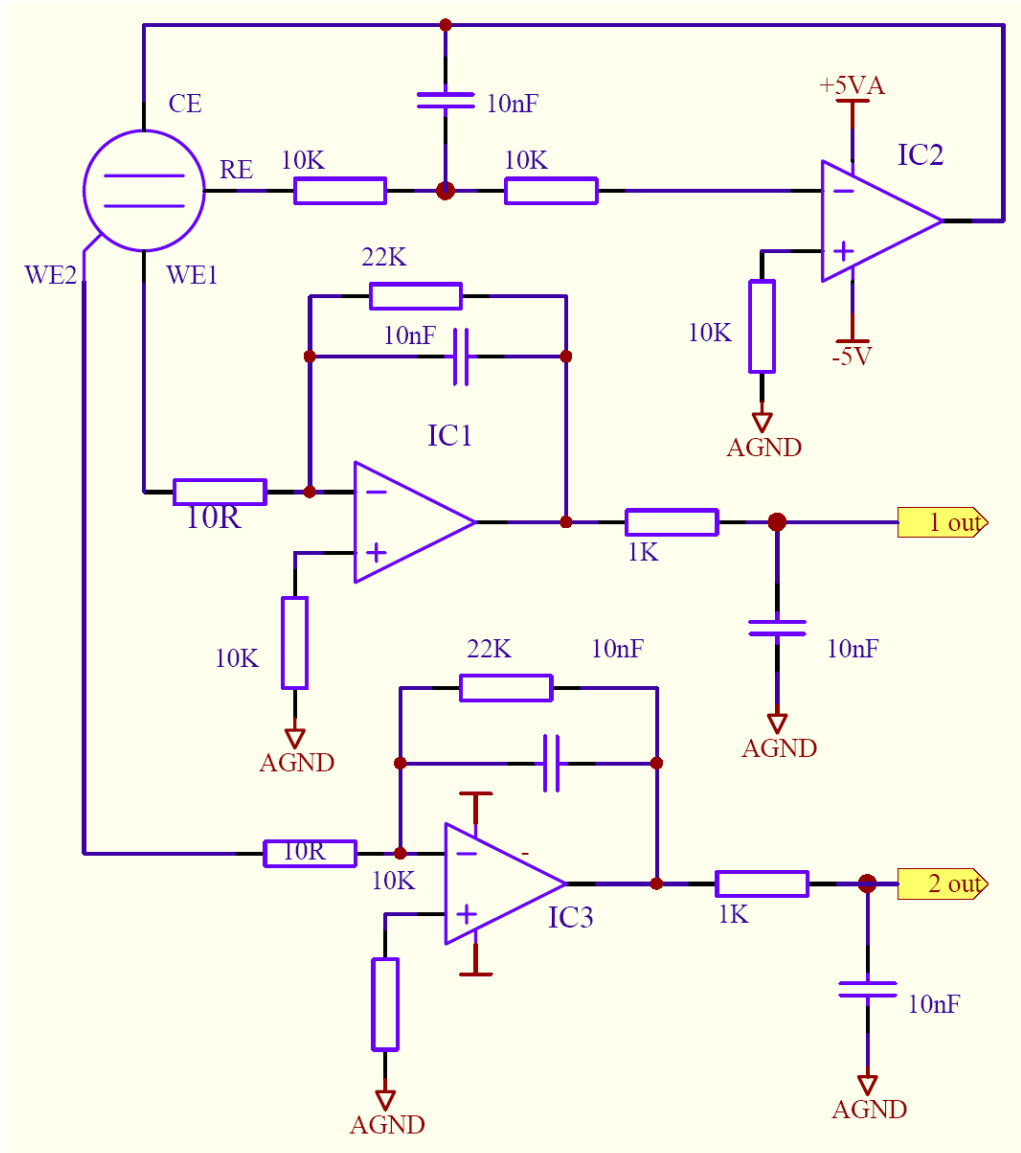 +5VA
CE
10nF
IC2
RE
10K
10K
WE2
WE1
22K
10nF
10K
-5V
IC1
AGND
10R
1 out
1K
10K
22K
10nF
10nF
AGND
AGND
10R
10K
2 out
IC3
1K
10nF
AGND
AGND